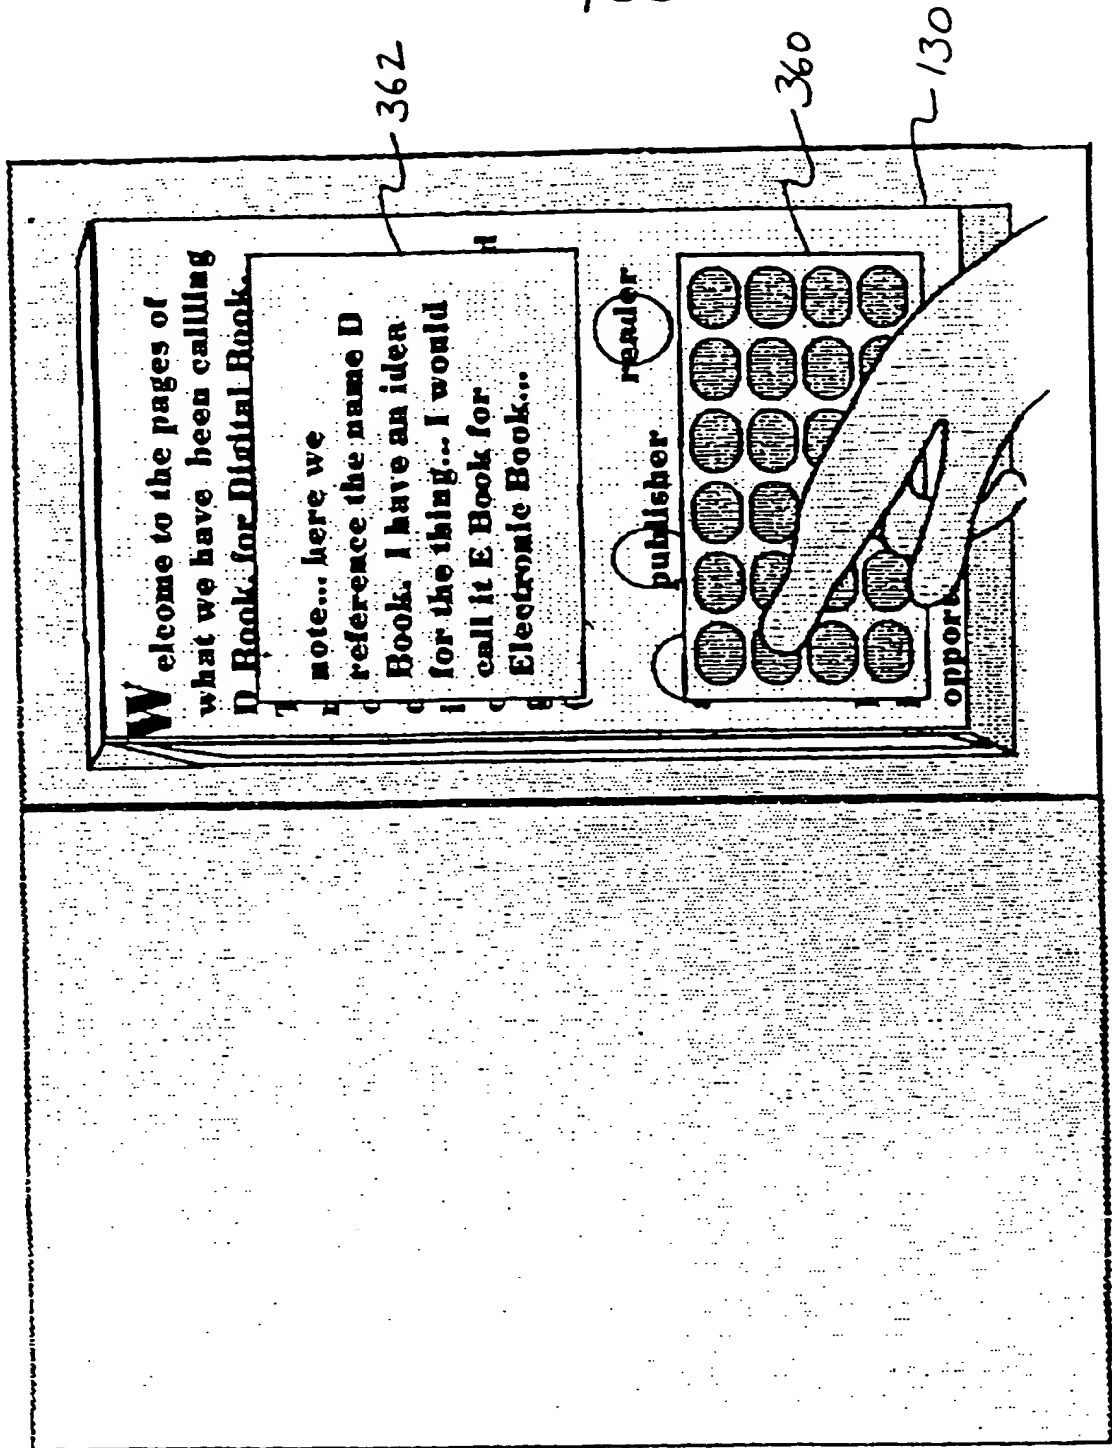 Welcome to the pages of
what we have been callling
D Book, for Digital Book.
note... here we
reference the name D
Book. I have an idea
for the thing... I would
call it E Book for
Electronic Book...
publisher reader
opport
362
360
130